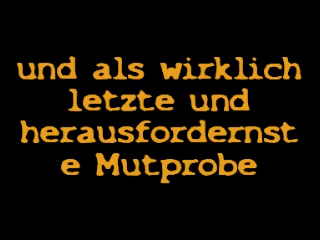 und als wirklich
letzte und
herausfordernst
e Mutprobe